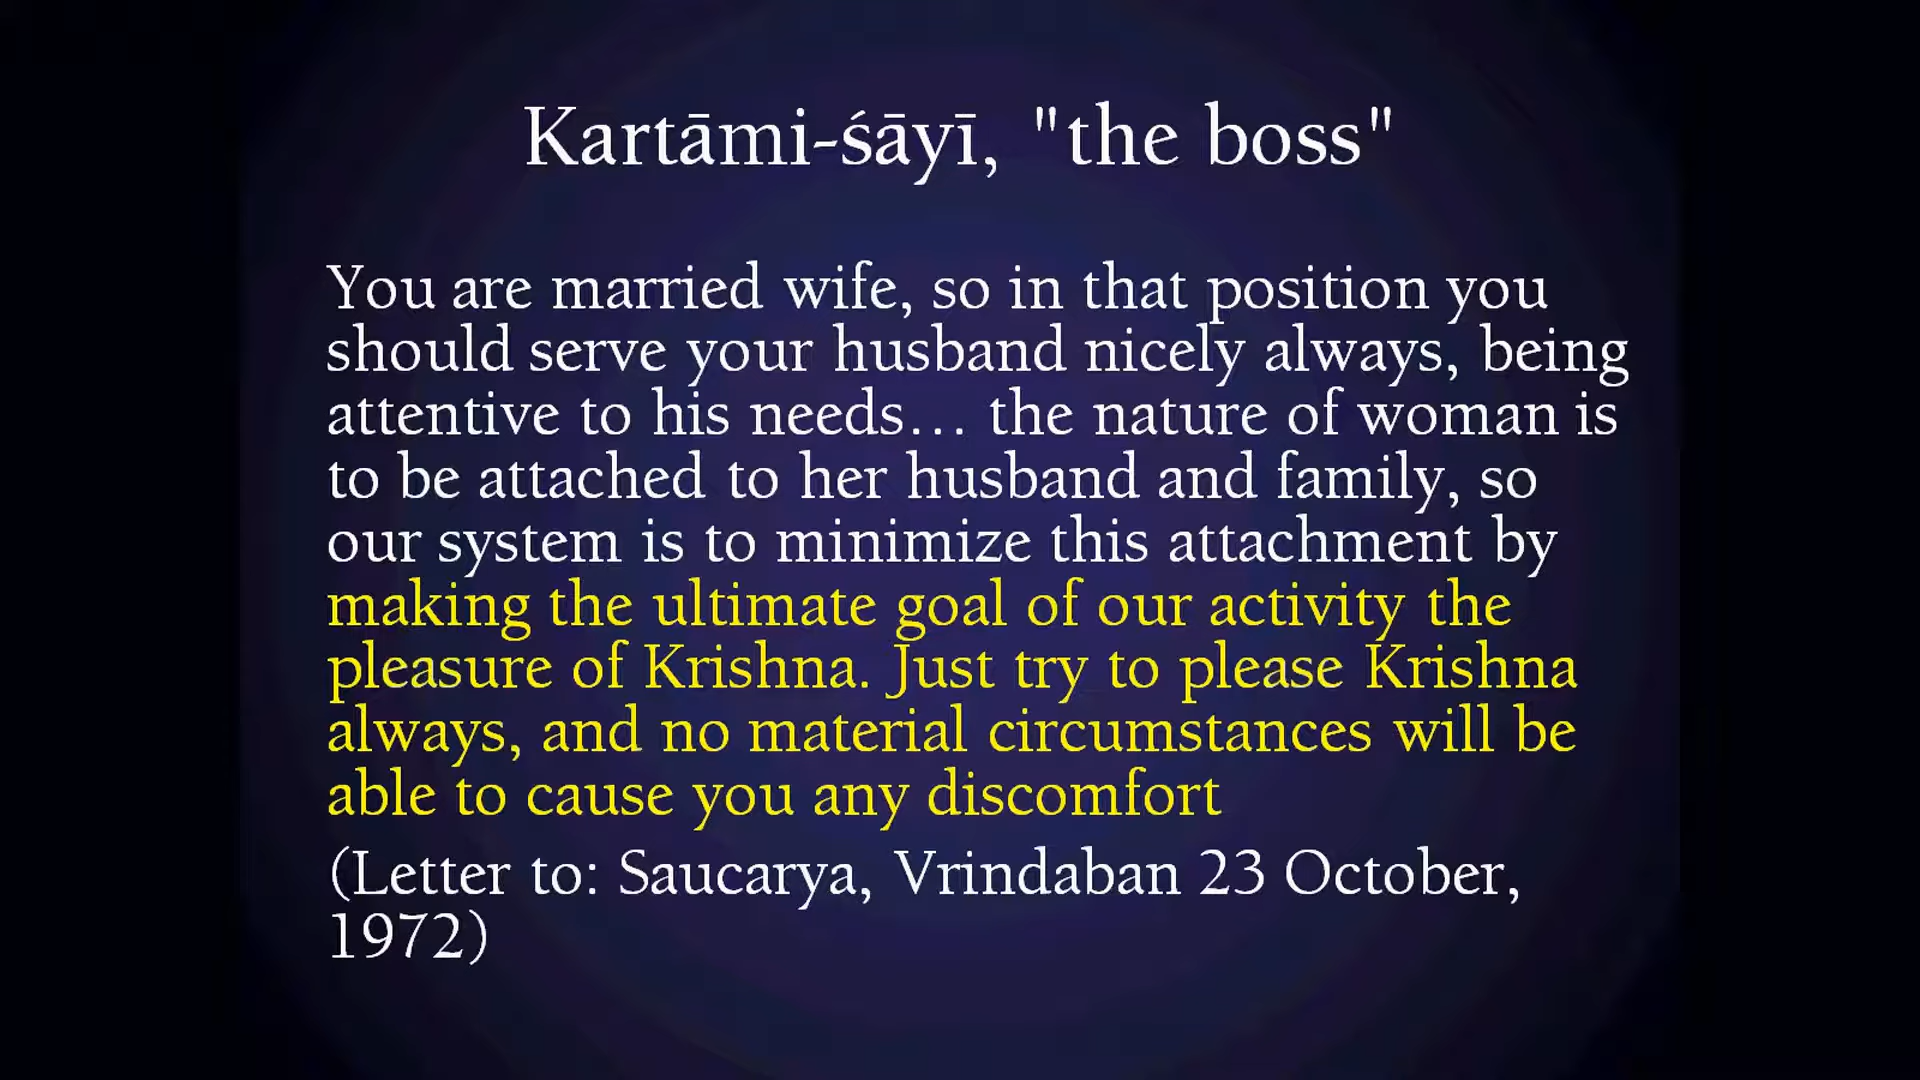 Kartāmi-śāyī, "the boss"
You are married wife, so in that position you
should serve your husband nicely always, being
attentive to his needs… the nature of woman is
to be attached to her husband and family, so
our system is to minimize this attachment by
making the ultimate goal of our activity the
pleasure of Krishna. Just try to please Krishna
always, and no material circumstances will be
able to cause you any discomfort
(Letter to: Saucarya, Vrindaban 23 October,
1972)